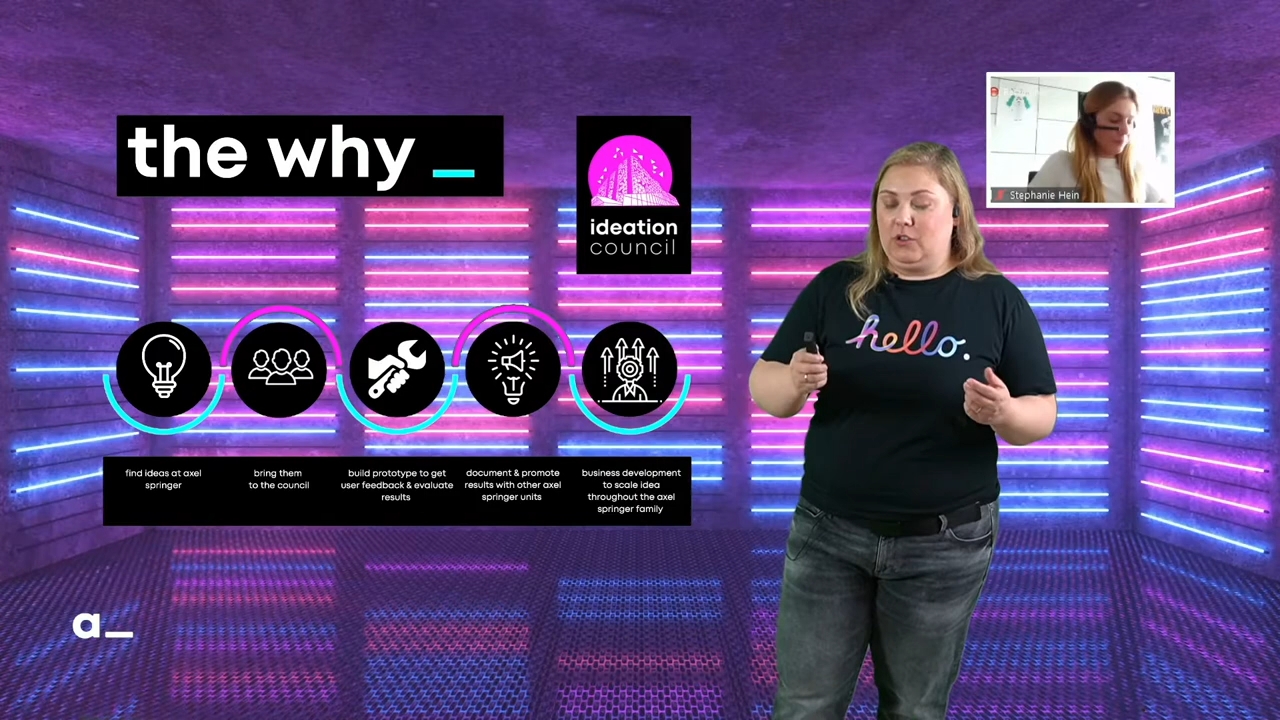 the why _
ideation
council
Stephanie Hein
hello.
find ideas at axel
springer
bring them
to the council
build prototype to get
user feedback & evaluate
results
document & promote
results with other axel
springer units
business development
to scale idea
throughout the axel
springer family
a_